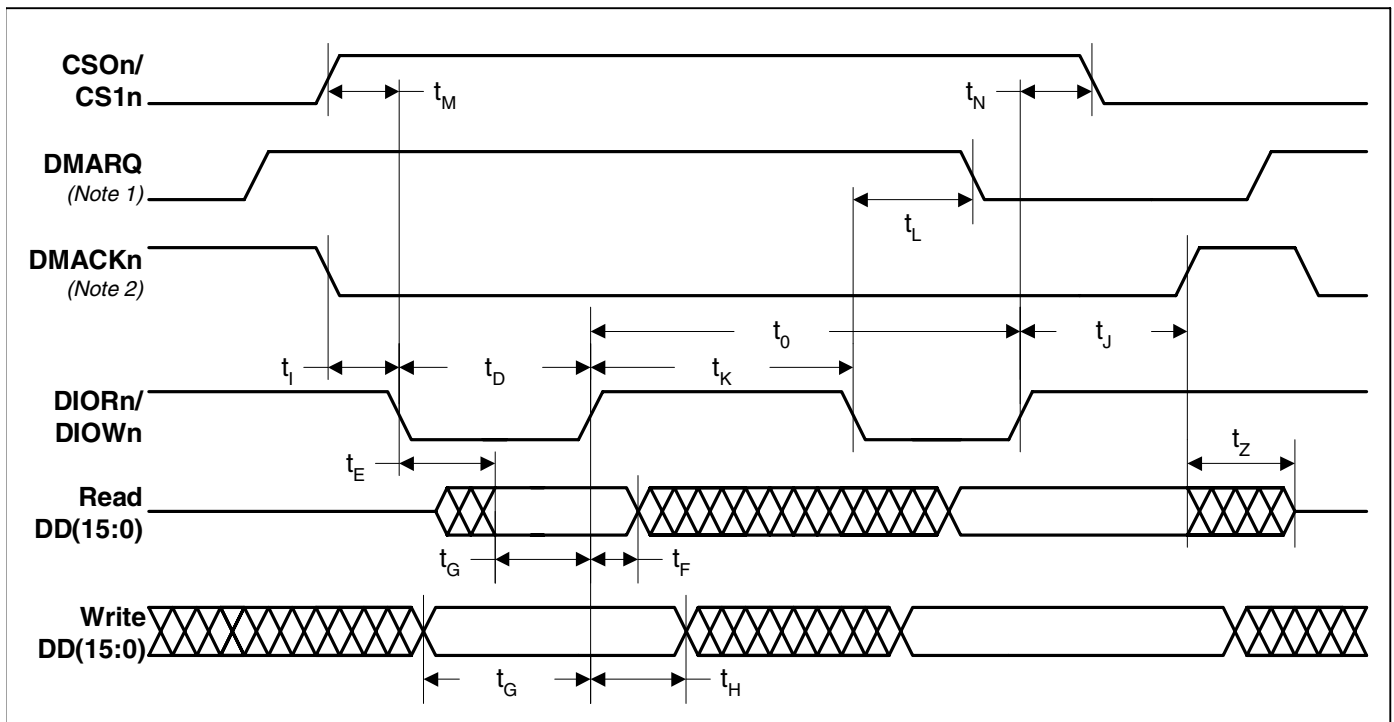 CSOn/
CS1n
t_M
t_N
DMARQ
(Note 1)
t_L
DMACKn
(Note 2)
t_0
t_J
t_I
t_D
t_K
DIORn/
DIOWn
t_E
t_Z
Read
DD(15:0)
t_G
t_F
Write
DD(15:0)
t_G
t_H